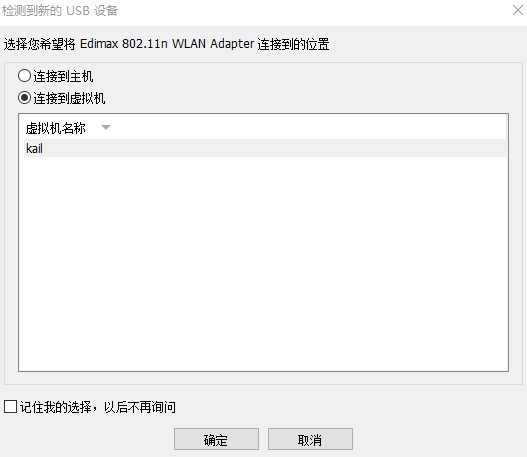 检测到新的 USB 设备
选择您希望将 Edimax 802.11n WLAN Adapter 连接到的位置
连接到主机
连接到虚拟机
虚拟机名称
kail
记住我的选择，以后不再询问
确定
取消